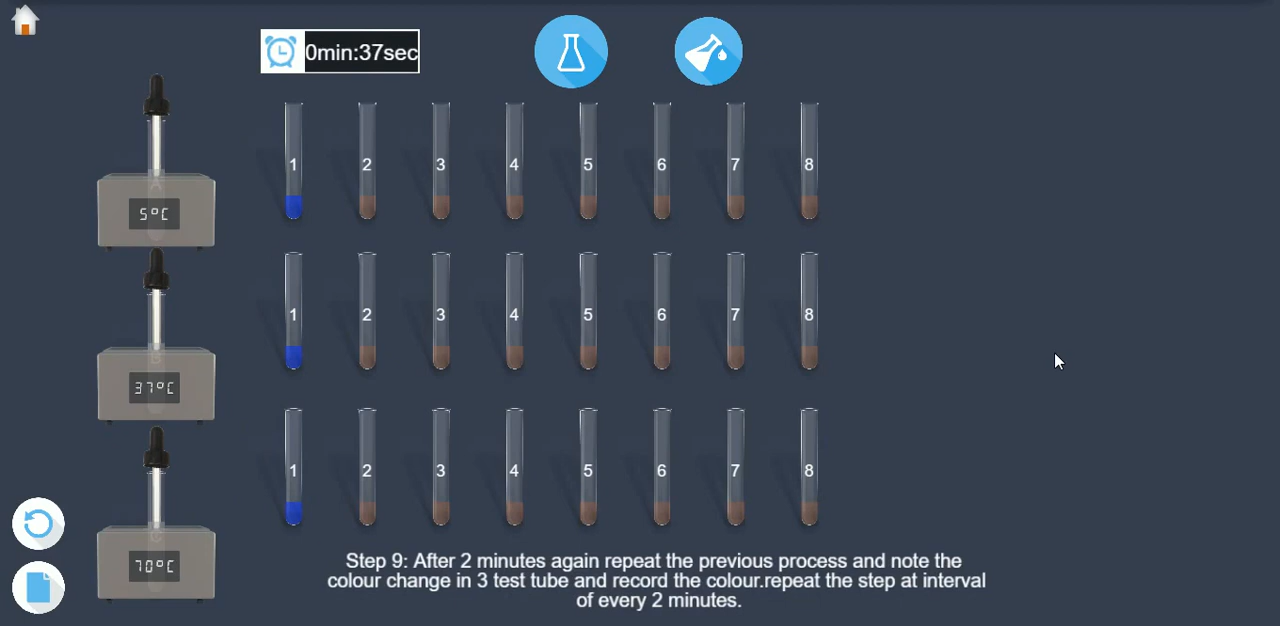 0min:37sec
1 2 3 4 5 6 7 8
5°C
1 2 3 4 5 6 7 8
37°C
1 2 3 4 5 6 7 8
70°C
Step 9: After 2 minutes again repeat the previous process and note the
colour change in 3 test tube and record the colour.repeat the step at interval
of every 2 minutes.